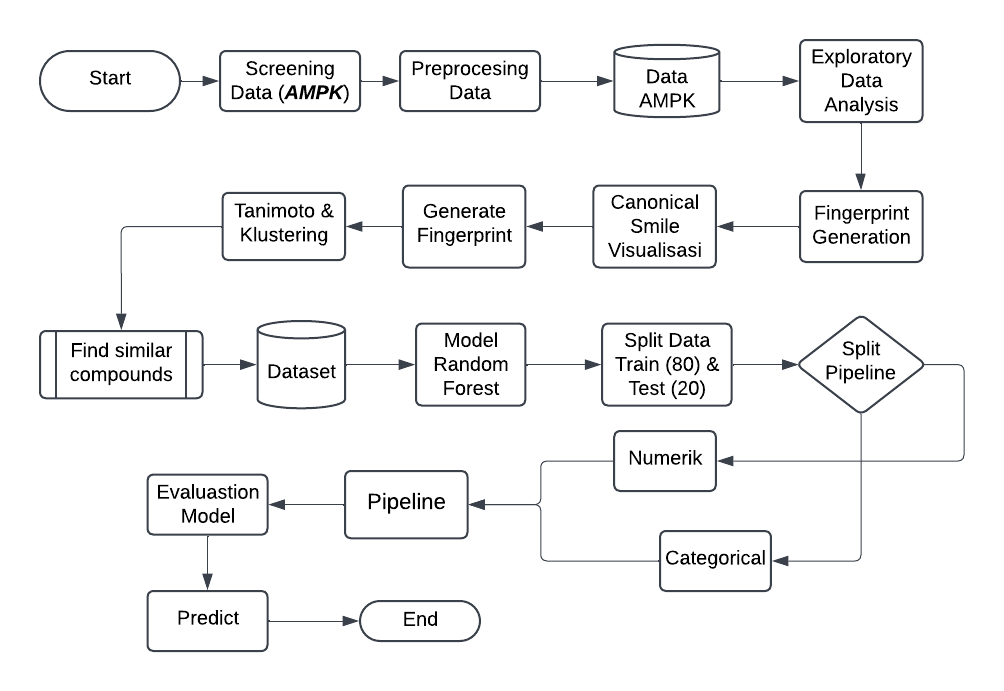 Start
Screening
Data (AMPK)
Preprocesing
Data
Data
AMPK
Exploratory
Data
Analysis
Tanimoto &
Klustering
Generate
Fingerprint
Canonical
Smile
Visualisasi
Fingerprint
Generation
Find similar
compounds
Dataset
Model
Random
Forest
Split Data
Train (80) &
Test (20)
Split
Pipeline
Numerik
Evaluastion
Model
Pipeline
Categorical
Predict
End